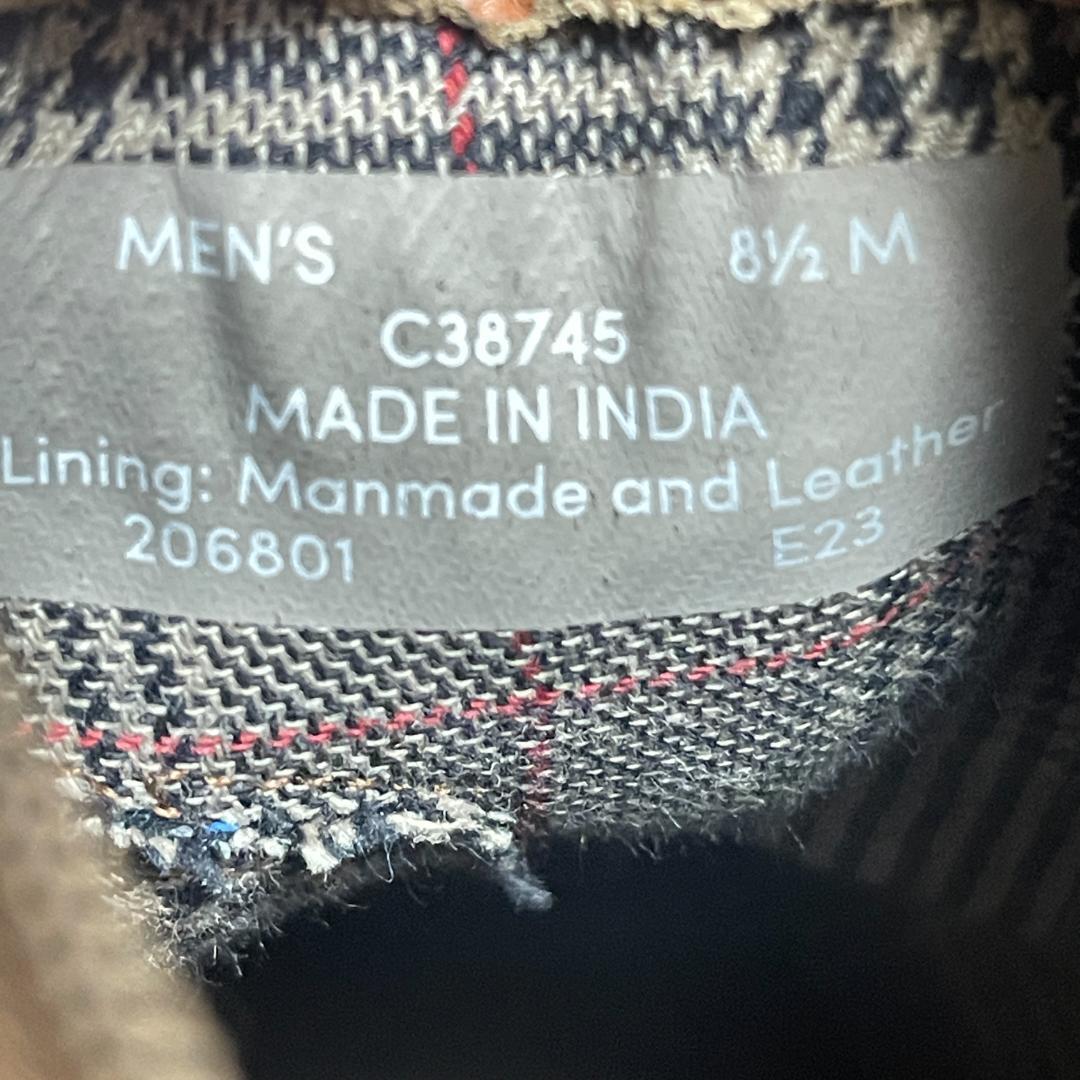 MEN'S 8½ M
C38745
MADE IN INDIA
Lining: Manmade and Leather
206801 E23